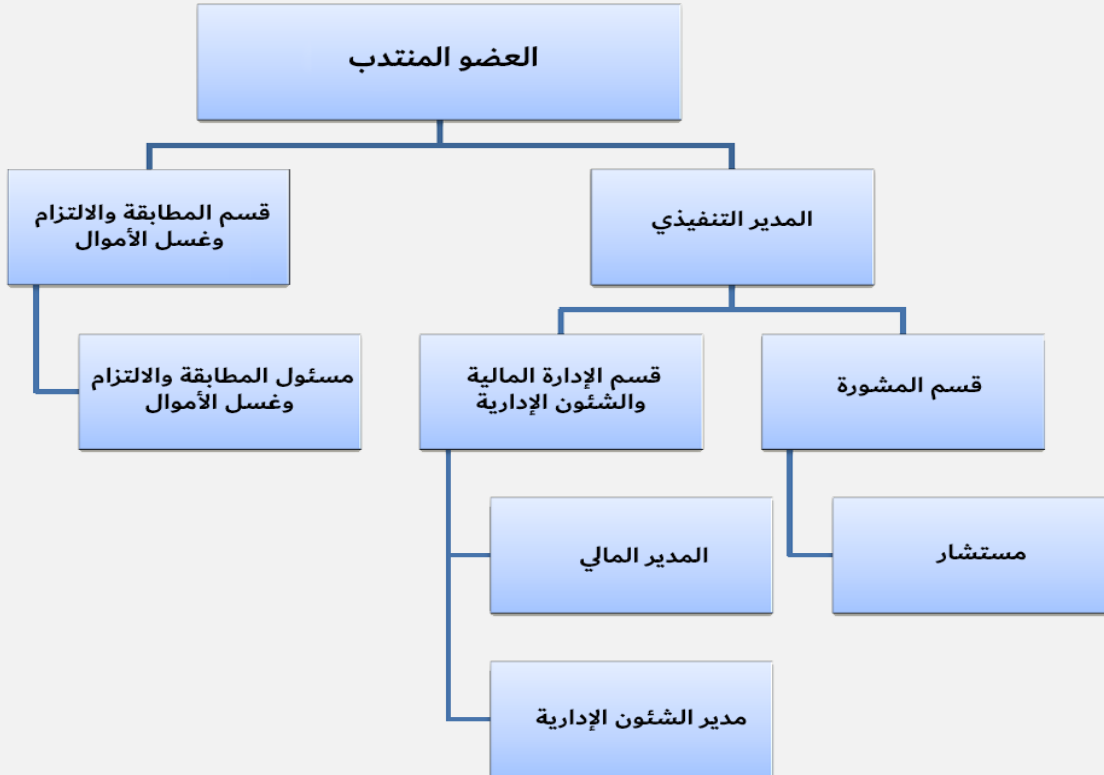 العضو المنتدب
المدير التنفيذي
قسم المطابقة والالتزام
وغسل الأموال
قسم المشورة
قسم الإدارة المالية
والشئون الإدارية
مسئول المطابقة والالتزام
وغسل الأموال
مستشار
المدير المالي
مدير الشئون الإدارية